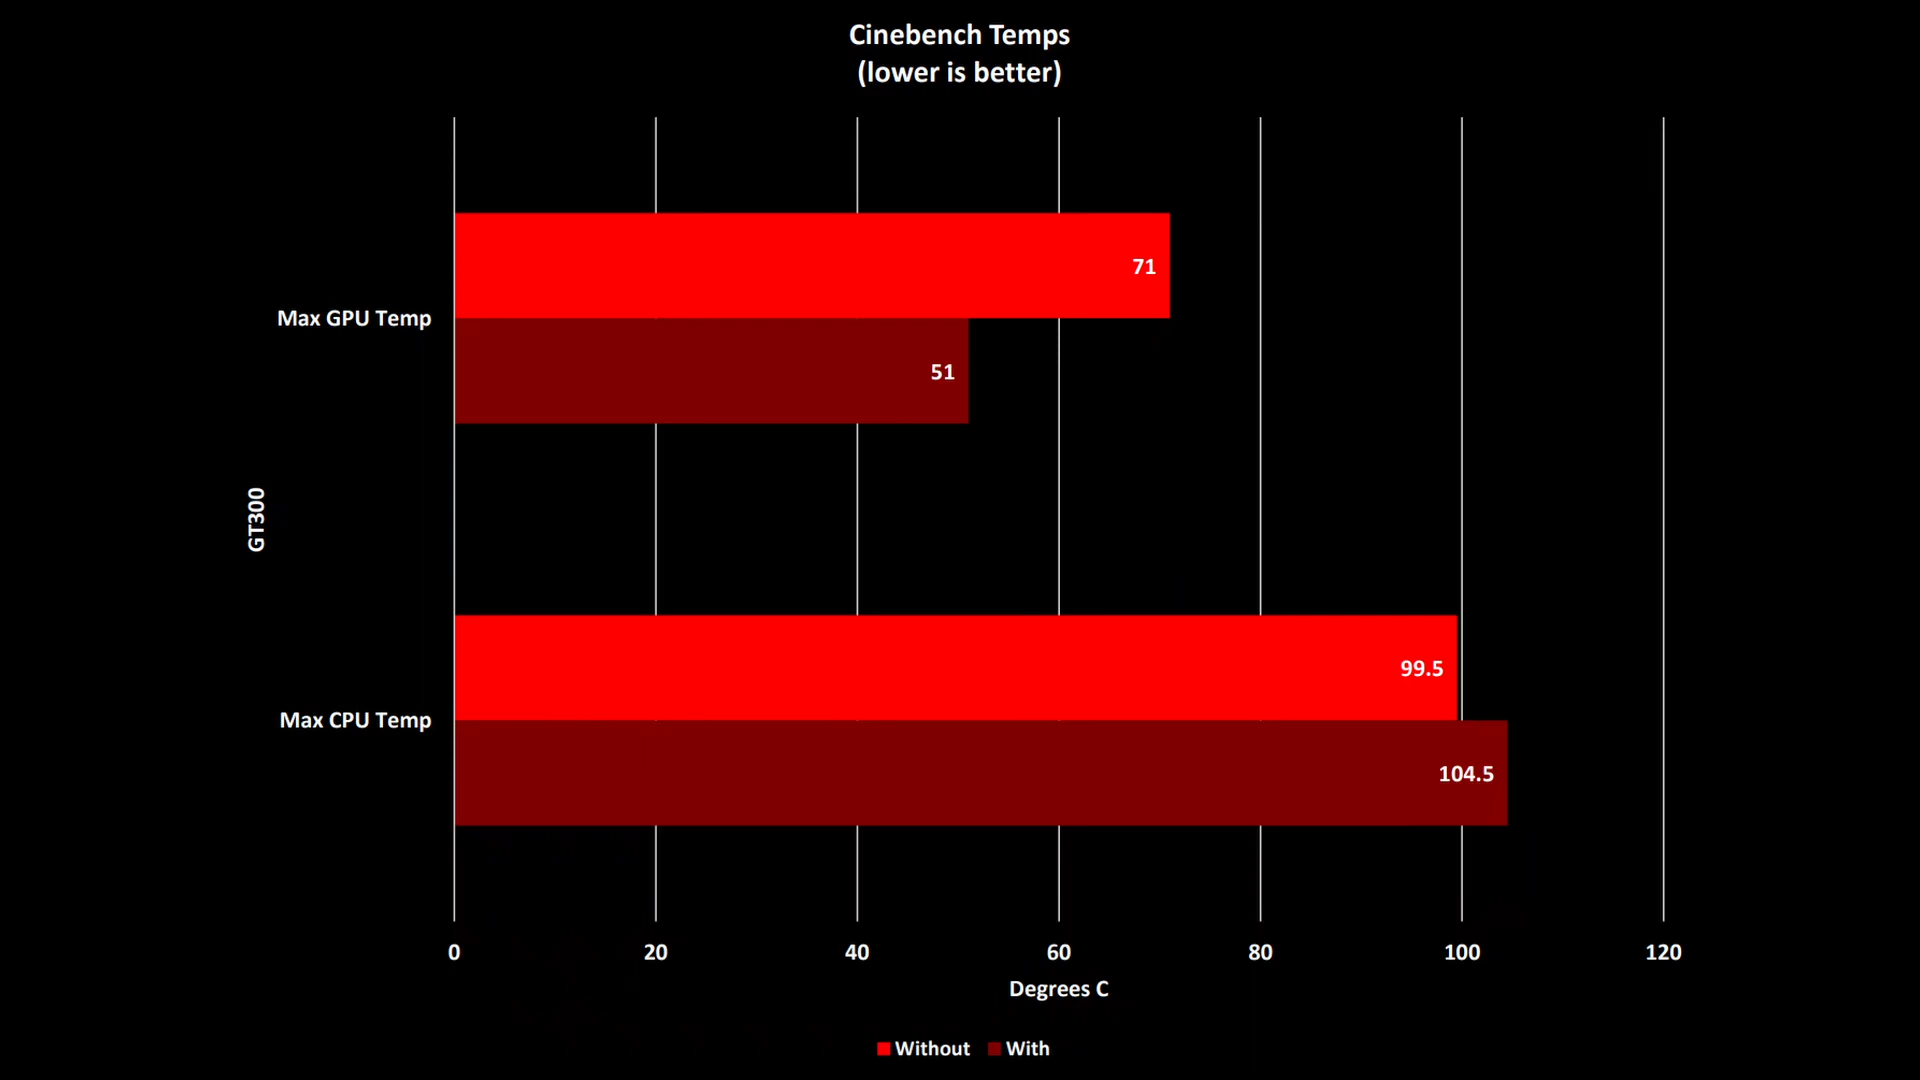 Cinebench Temps
(lower is better)
71
Max GPU Temp
51
GT300
99.5
Max CPU Temp
104.5
0 20 40 60 80 100 120
Degrees C
Without With